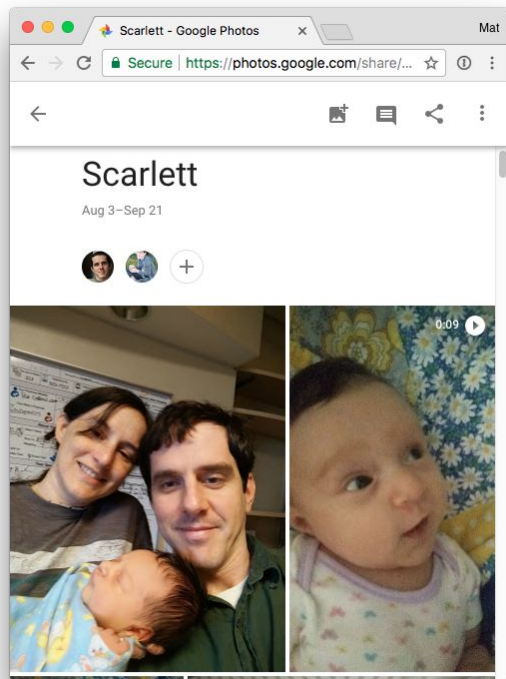 Scarlett - Google Photos
Mat
Secure
https://photos.google.com/share/...
Scarlett
Aug 3–Sep 21
0:09